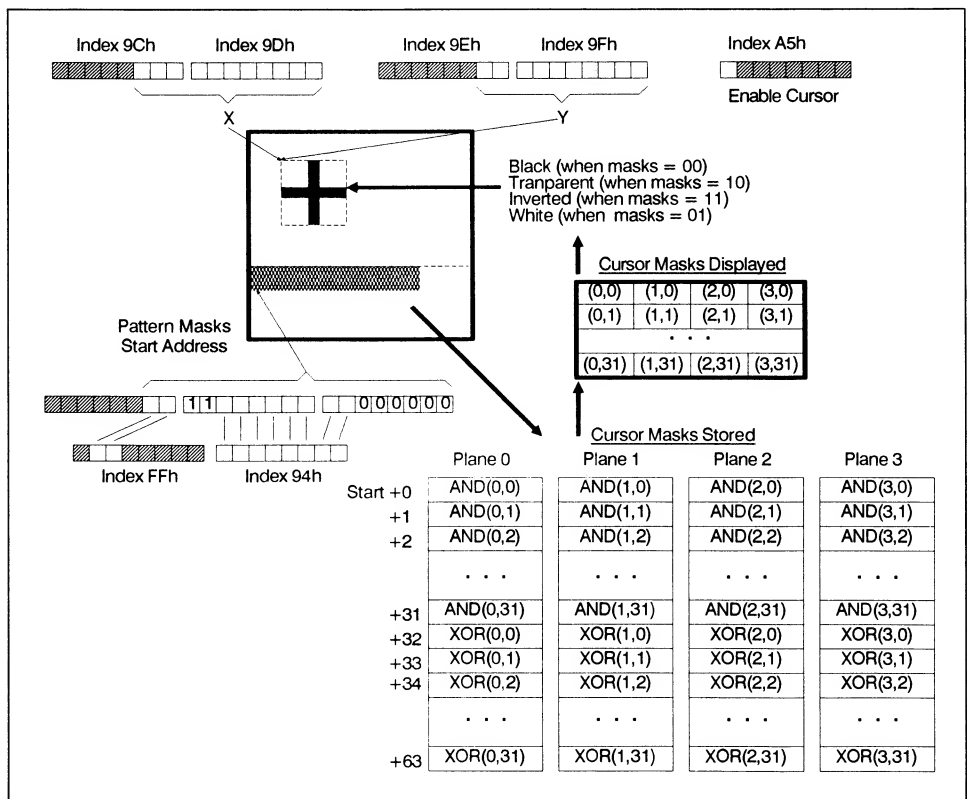 Index 9Ch Index 9Dh Index 9Eh Index 9Fh Index A5h
Enable Cursor
X Y
Black (when masks = 00)
Tranparent (when masks = 10)
Inverted (when masks = 11)
White (when masks = 01)
Cursor Masks Displayed
(0,0) (1,0) (2,0) (3,0)
(0,1) (1,1) (2,1) (3,1)
. . .
(0,31) (1,31) (2,31) (3,31)
Pattern Masks
Start Address
1 1 0 0 0 0 0 0
Index FFh Index 94h
Cursor Masks Stored
Plane 0 Plane 1 Plane 2 Plane 3
Start +0 AND(0,0) AND(1,0) AND(2,0) AND(3,0)
+1 AND(0,1) AND(1,1) AND(2,1) AND(3,1)
+2 AND(0,2) AND(1,2) AND(2,2) AND(3,2)
. . . . . . . . . . . .
+31 AND(0,31) AND(1,31) AND(2,31) AND(3,31)
+32 XOR(0,0) XOR(1,0) XOR(2,0) XOR(3,0)
+33 XOR(0,1) XOR(1,1) XOR(2,1) XOR(3,1)
+34 XOR(0,2) XOR(1,2) XOR(2,2) XOR(3,2)
. . . . . . . . . . . .
+63 XOR(0,31) XOR(1,31) XOR(2,31) XOR(3,31)